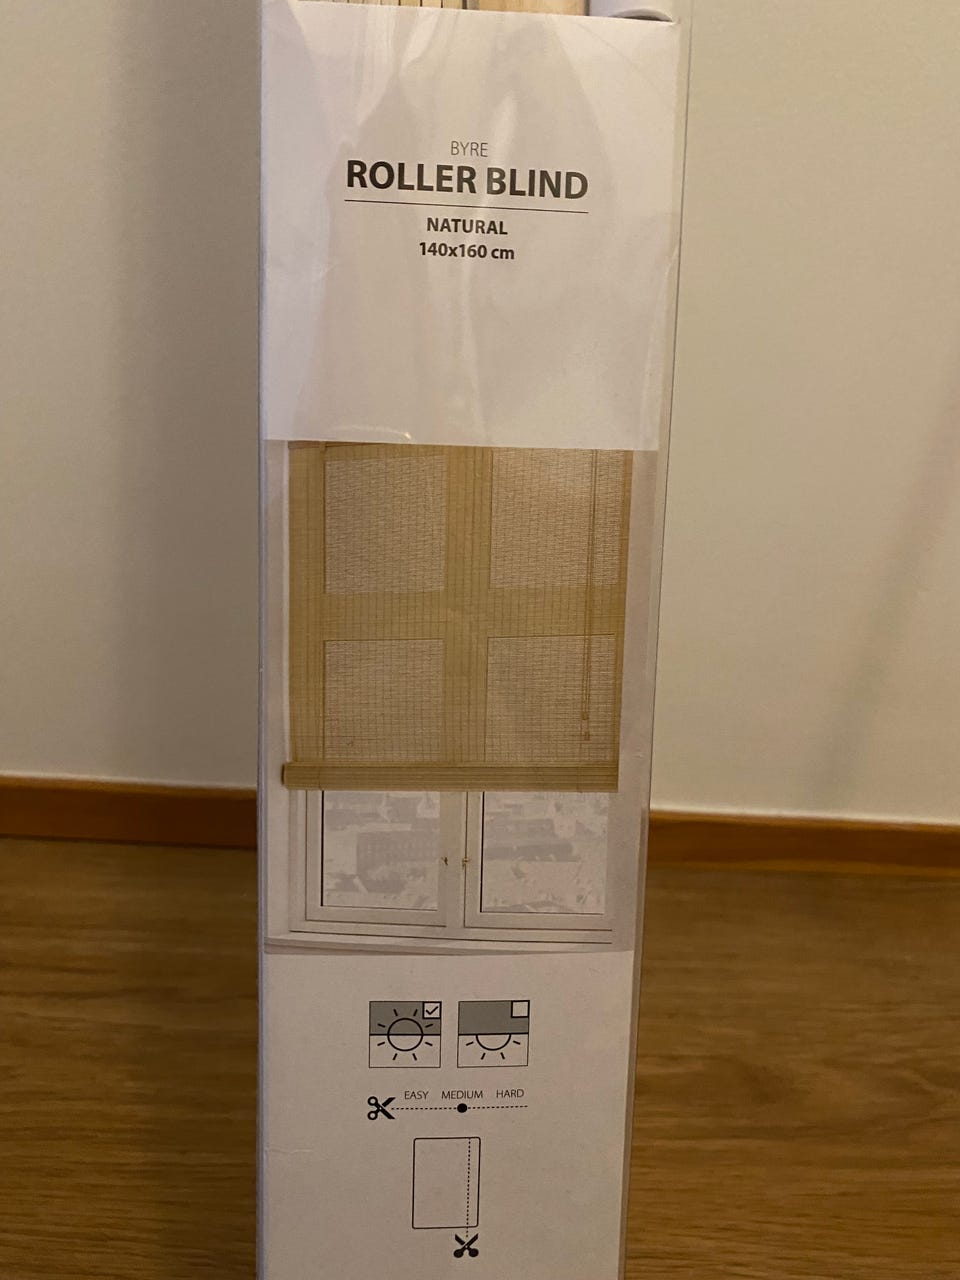 BYRE
ROLLER BLIND
NATURAL
140x160 cm
EASY MEDIUM HARD